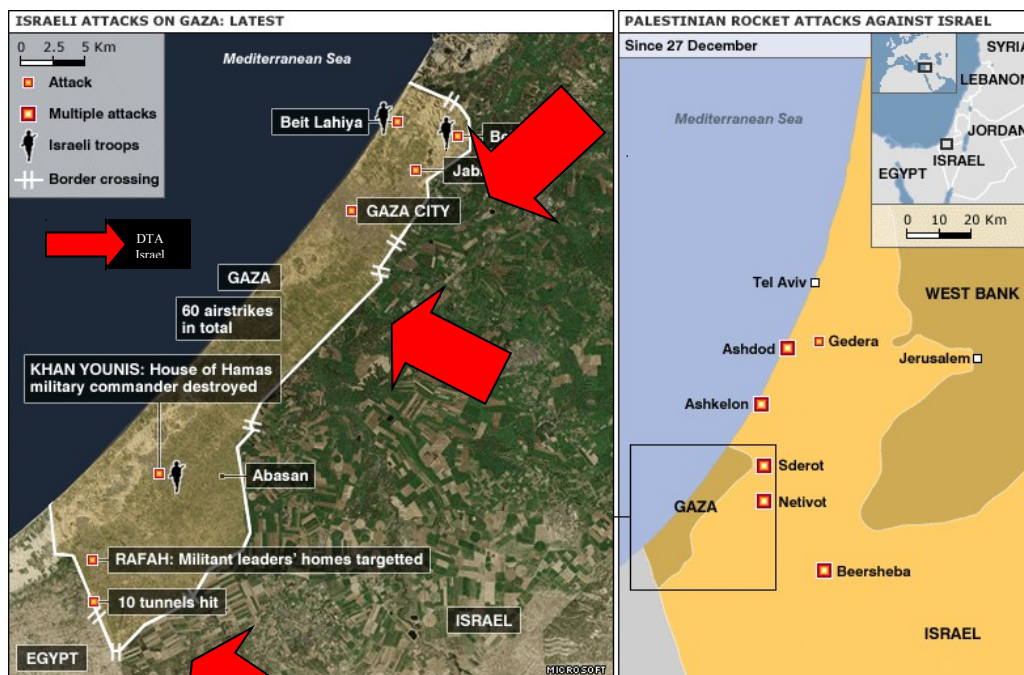 ISRAELI ATTACKS ON GAZA: LATEST
0 2.5 5 Km
Attack
Multiple attacks
Israeli troops
Border crossing
Mediterranean Sea
Beit Lahiya
GAZA CITY
DTA
Israel
GAZA
60 airstrikes
in total
KHAN YOUNIS: House of Hamas
military commander destroyed
Abasan
RAFAH: Militant leaders' homes targetted
10 tunnels hit
ISRAEL
EGYPT
MICROSOFT
PALESTINIAN ROCKET ATTACKS AGAINST ISRAEL
Since 27 December
Mediterranean Sea
SYRIA
LEBANON
JORDAN
ISRAEL
EGYPT
0 10 20 Km
Tel Aviv
WEST BANK
Ashdod
Gedera
Jerusalem
Ashkelon
Sderot
GAZA
Netivot
Beersheba
ISRAEL